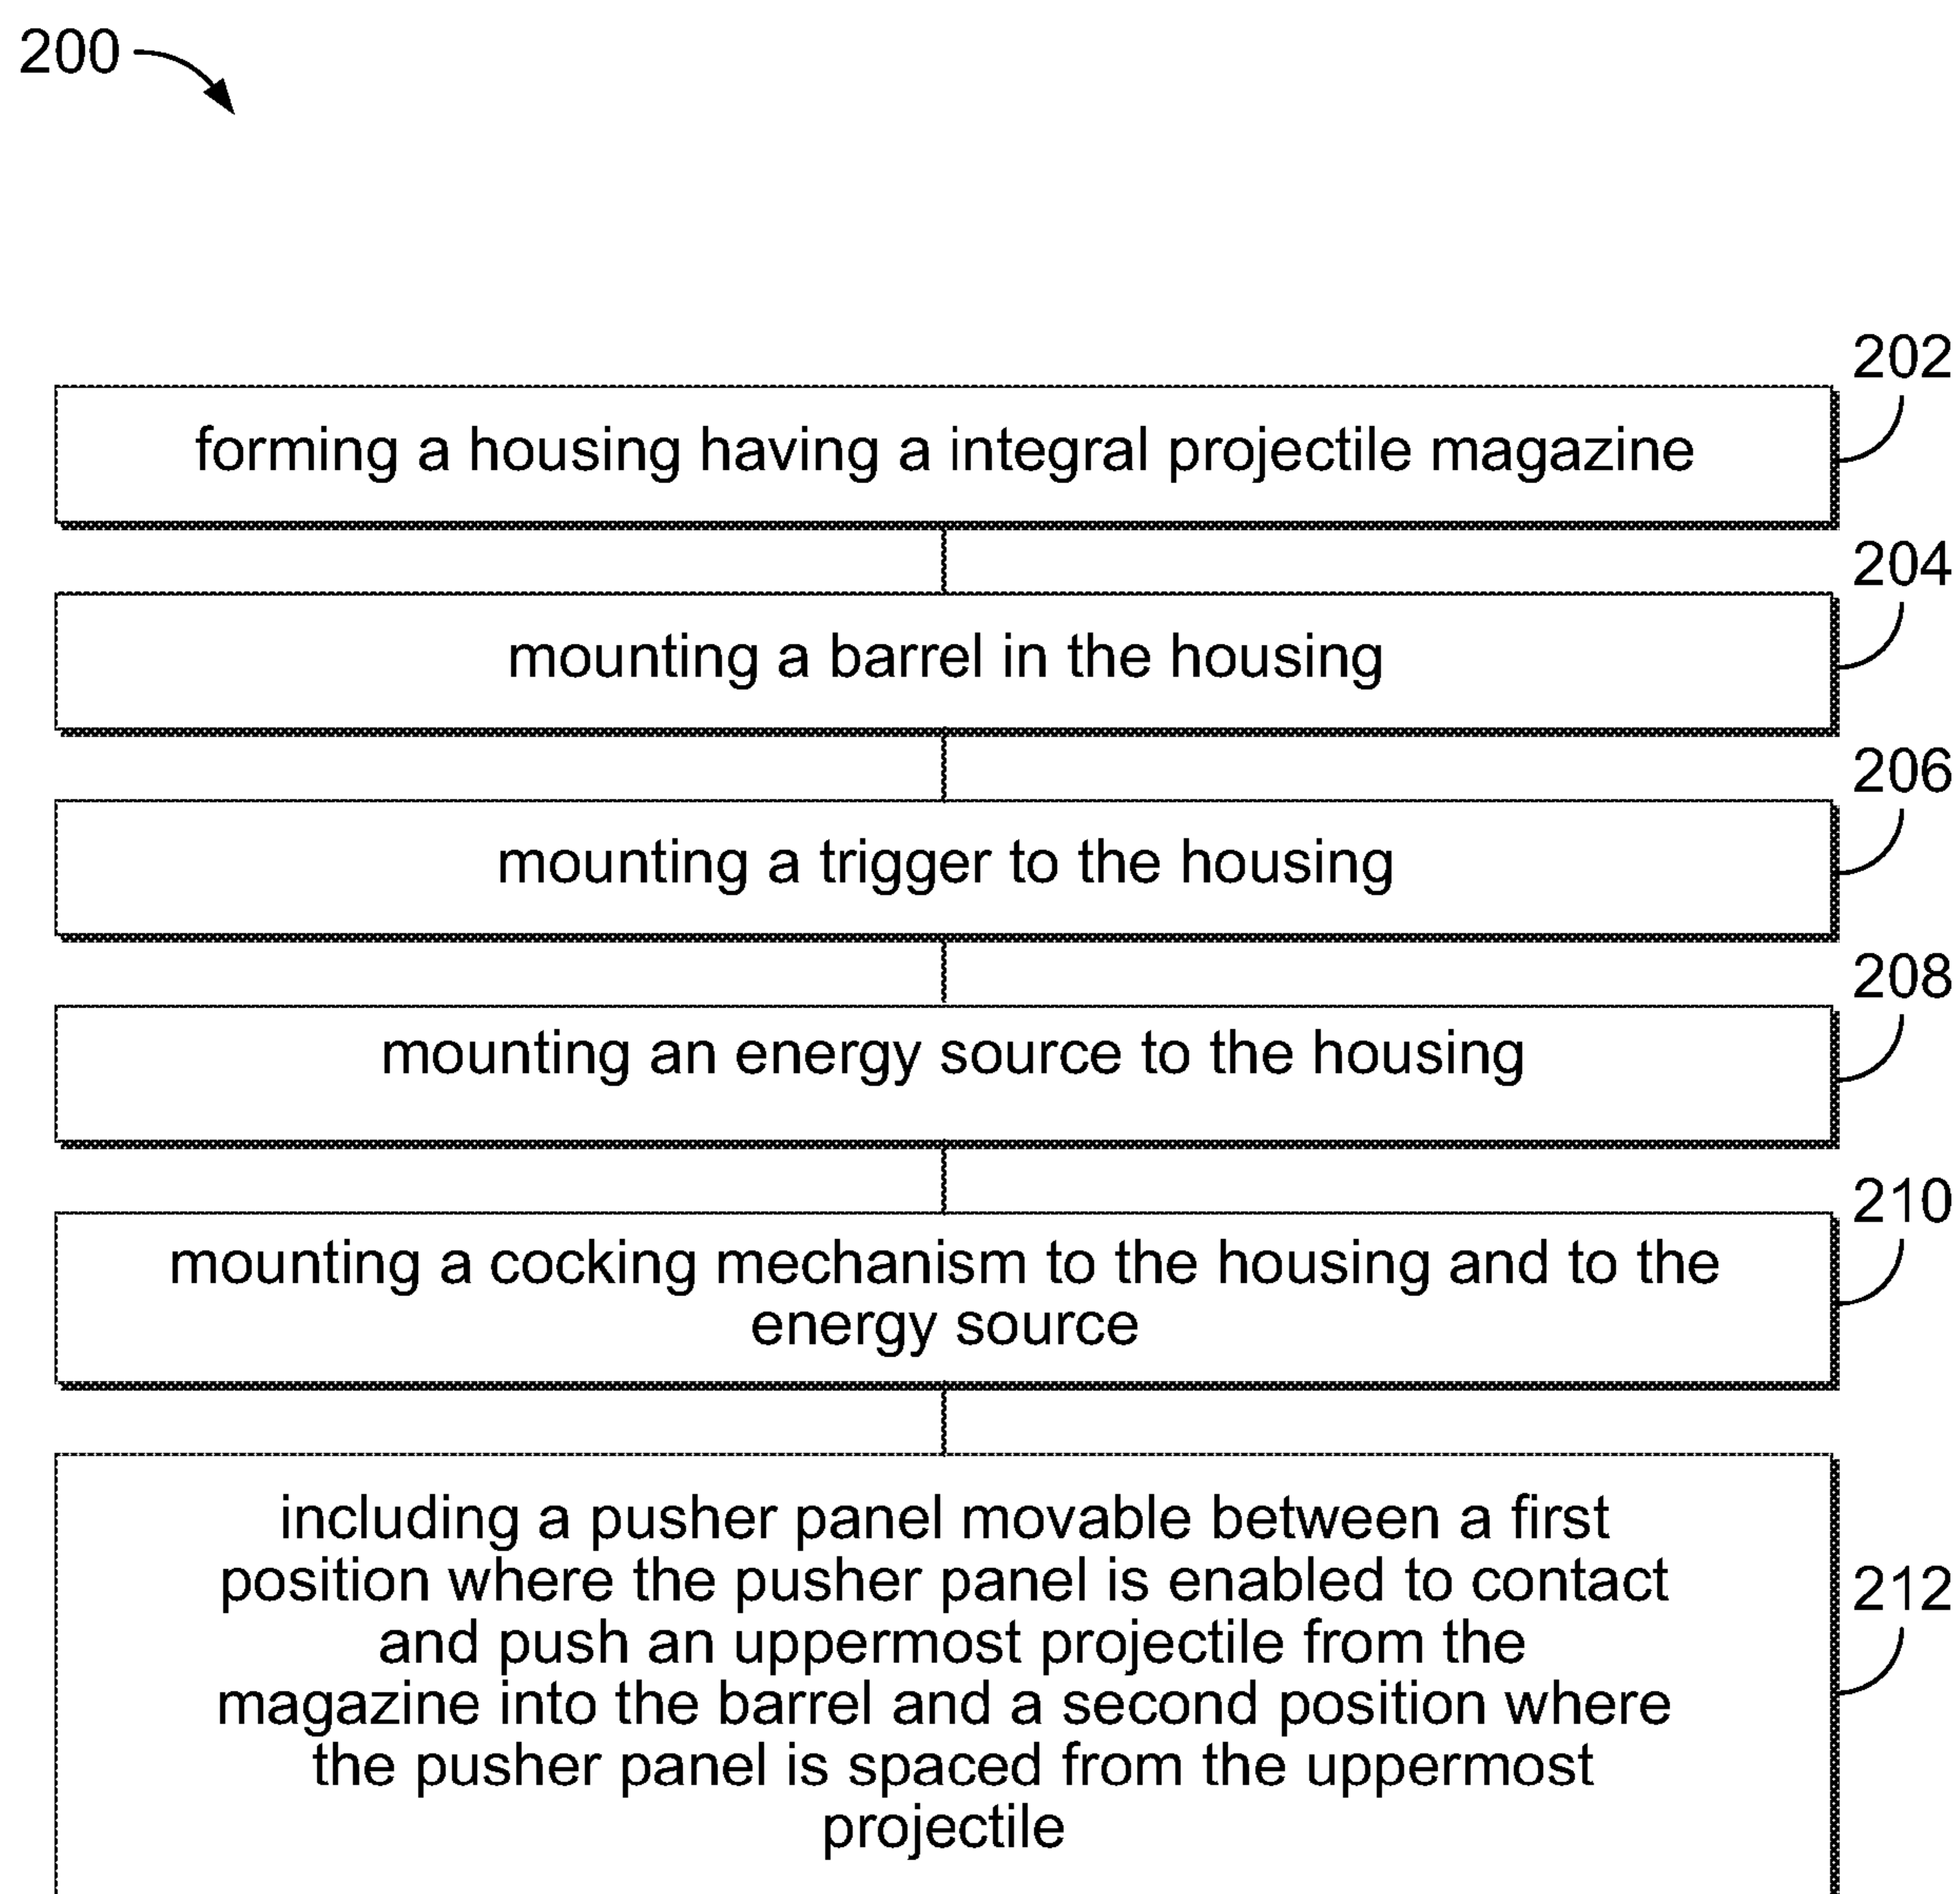 200
202
forming a housing having a integral projectile magazine
204
mounting a barrel in the housing
206
mounting a trigger to the housing
208
mounting an energy source to the housing
210
mounting a cocking mechanism to the housing and to the
energy source
including a pusher panel movable between a first
position where the pusher panel is enabled to contact
212
and push an uppermost projectile from the
magazine into the barrel and a second position where
the pusher panel is spaced from the uppermost
projectile